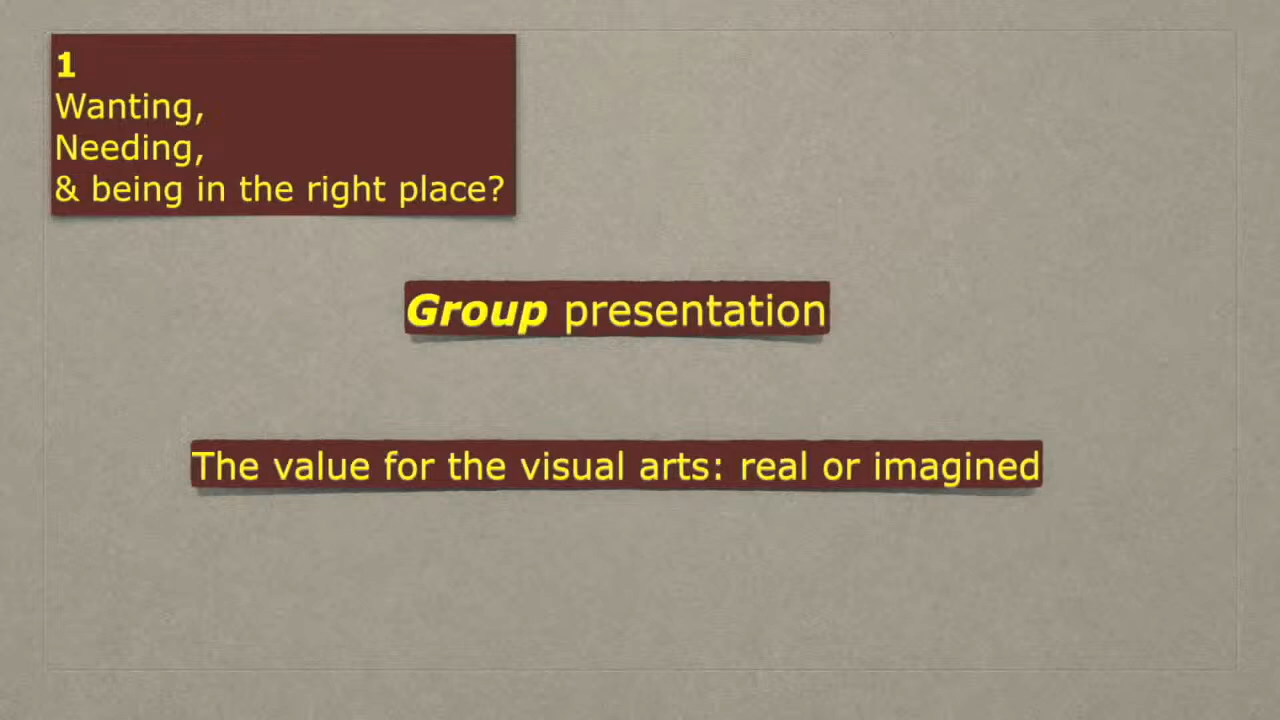 1
Wanting,
Needing,
& being in the right place?
Group presentation
The value for the visual arts: real or imagined